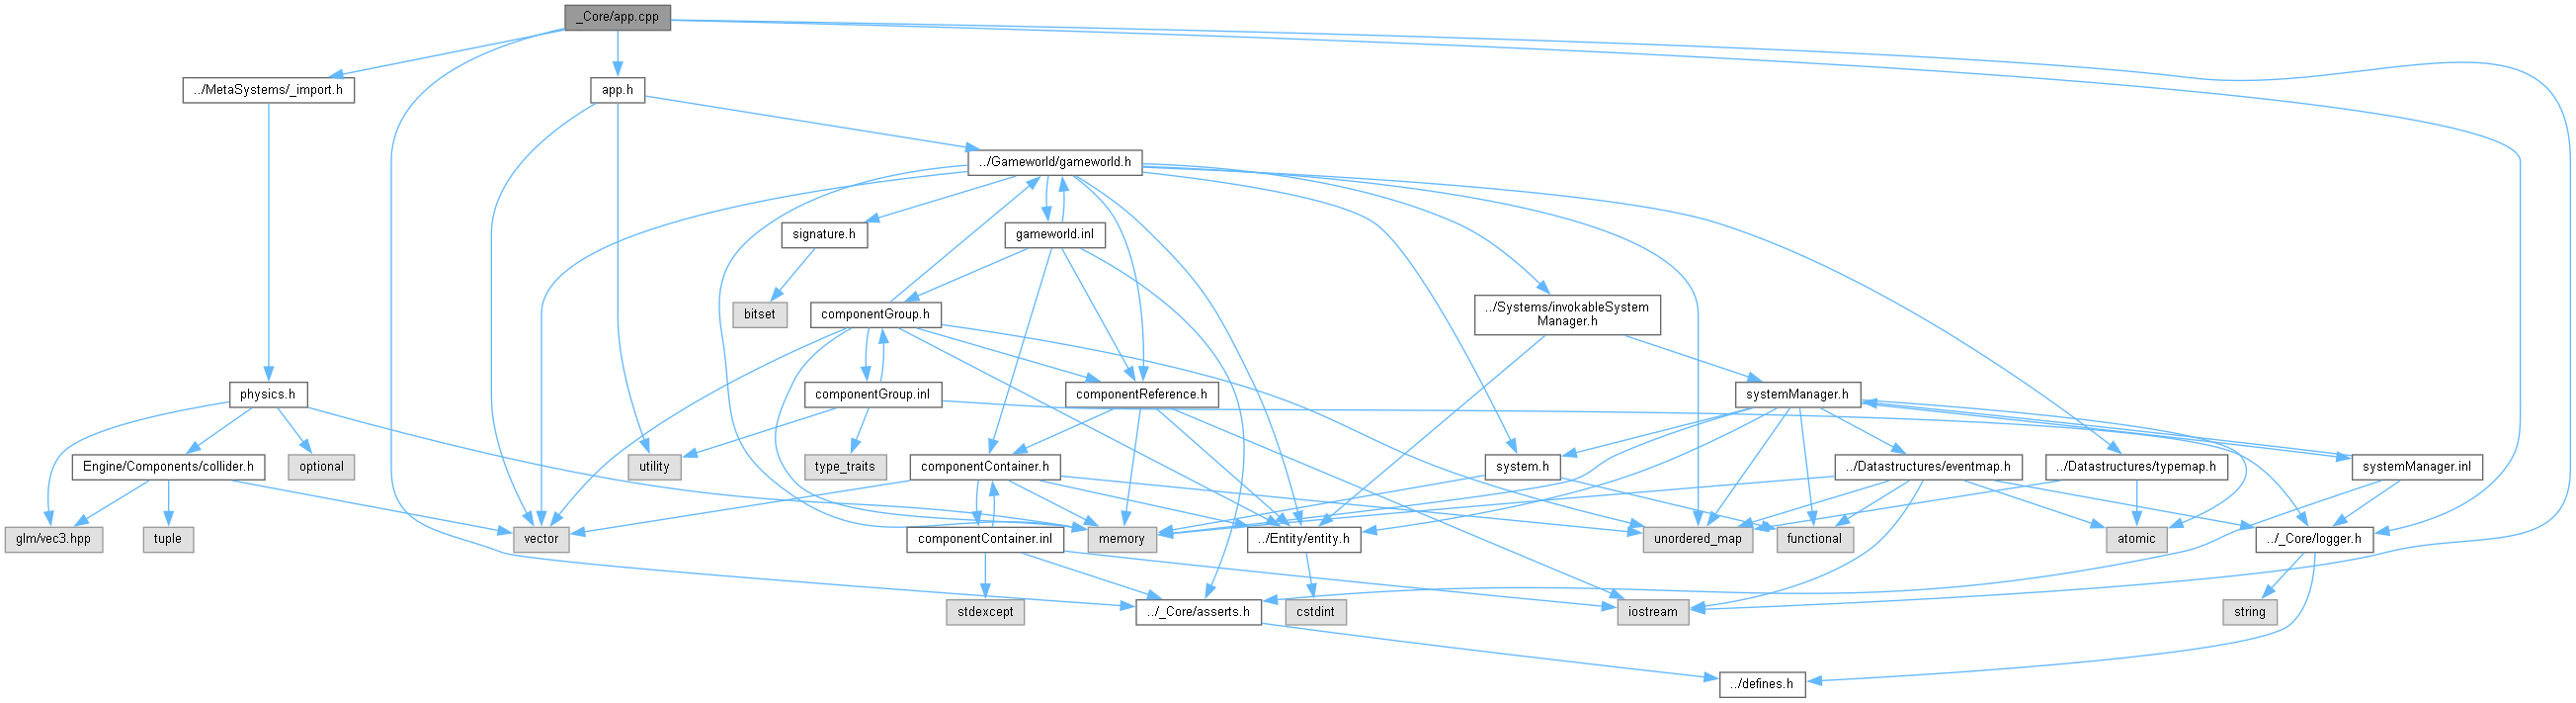 _Core/app.cpp
../MetaSystems/_import.h
app.h
../Gameworld/gameworld.h
signature.h
gameworld.inl
bitset
componentGroup.h
../Systems/invokableSystem
Manager.h
physics.h
componentGroup.inl
componentReference.h
systemManager.h
Engine/Components/collider.h
optional
utility
type_traits
componentContainer.h
system.h
../Datastructures/eventmap.h
../Datastructures/typemap.h
systemManager.inl
glm/vec3.hpp
tuple
vector
componentContainer.inl
memory
../Entity/entity.h
unordered_map
functional
atomic
../_Core/logger.h
stdexcept
../_Core/asserts.h
cstdint
iostream
string
../defines.h